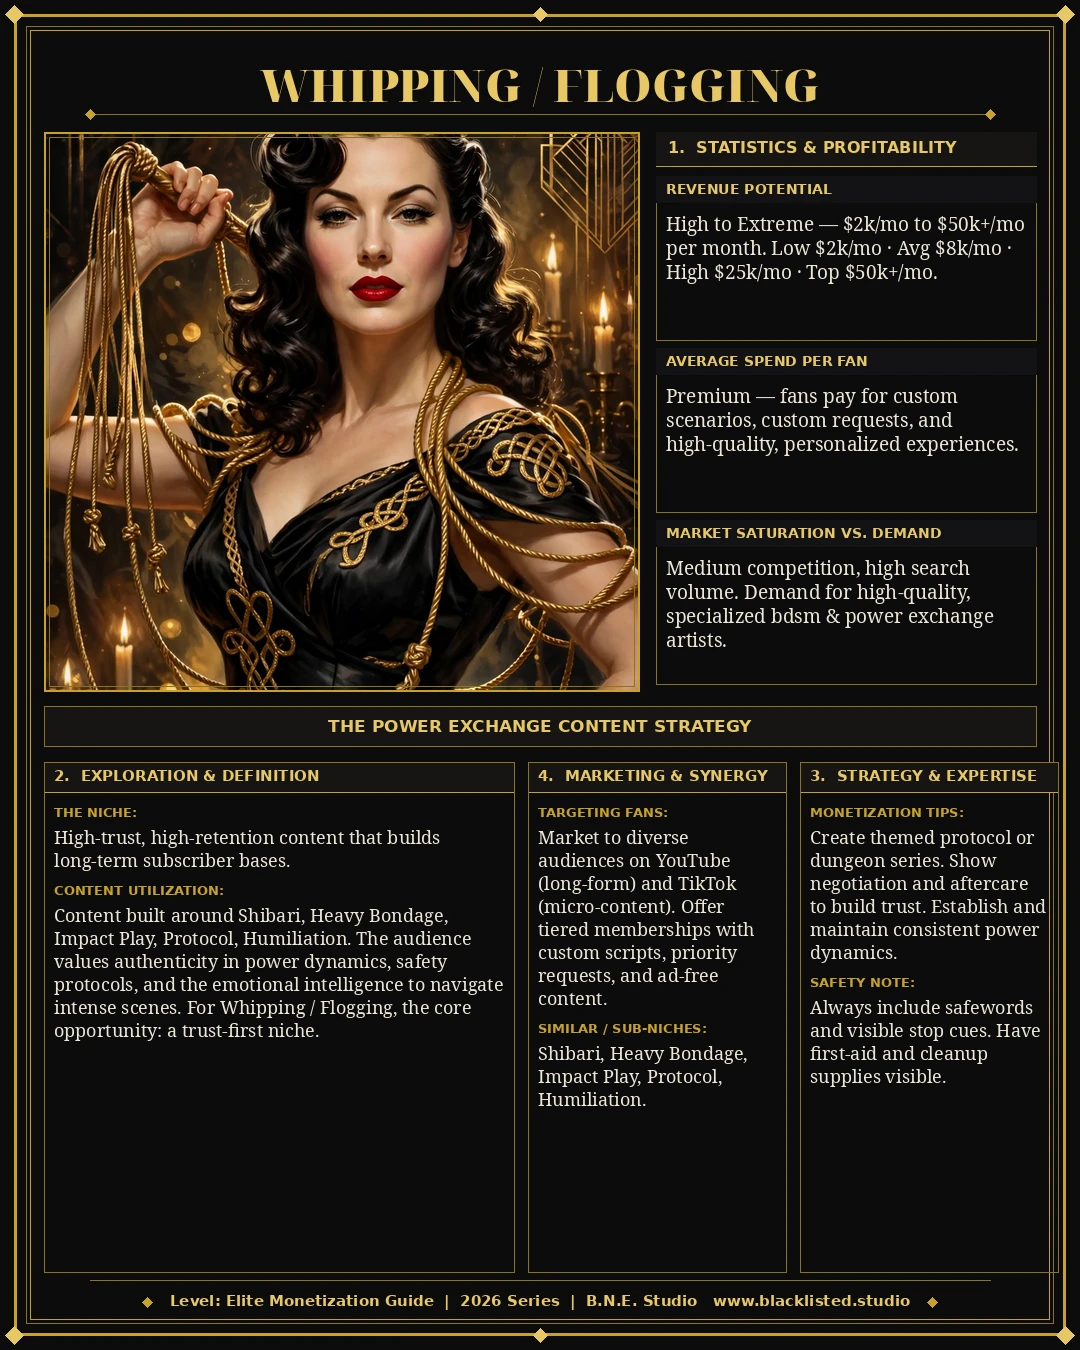 WHIPPING / FLOGGING
1. STATISTICS & PROFITABILITY
REVENUE POTENTIAL
High to Extreme — $2k/mo to $50k+/mo
per month. Low $2k/mo · Avg $8k/mo ·
High $25k/mo · Top $50k+/mo.
AVERAGE SPEND PER FAN
Premium — fans pay for custom
scenarios, custom requests, and
high-quality, personalized experiences.
MARKET SATURATION VS. DEMAND
Medium competition, high search
volume. Demand for high-quality,
specialized bdsm & power exchange
artists.
THE POWER EXCHANGE CONTENT STRATEGY
2. EXPLORATION & DEFINITION
THE NICHE:
High-trust, high-retention content that builds
long-term subscriber bases.
CONTENT UTILIZATION:
Content built around Shibari, Heavy Bondage,
Impact Play, Protocol, Humiliation. The audience
values authenticity in power dynamics, safety
protocols, and the emotional intelligence to navigate
intense scenes. For Whipping / Flogging, the core
opportunity: a trust-first niche.
4. MARKETING & SYNERGY
TARGETING FANS:
Market to diverse
audiences on YouTube
(long-form) and TikTok
(micro-content). Offer
tiered memberships with
custom scripts, priority
requests, and ad-free
content.
SIMILAR / SUB-NICHES:
Shibari, Heavy Bondage,
Impact Play, Protocol,
Humiliation.
3. STRATEGY & EXPERTISE
MONETIZATION TIPS:
Create themed protocol or
dungeon series. Show
negotiation and aftercare
to build trust. Establish and
maintain consistent power
dynamics.
SAFETY NOTE:
Always include safewords
and visible stop cues. Have
first-aid and cleanup
supplies visible.
Level: Elite Monetization Guide | 2026 Series | B.N.E. Studio www.blacklisted.studio